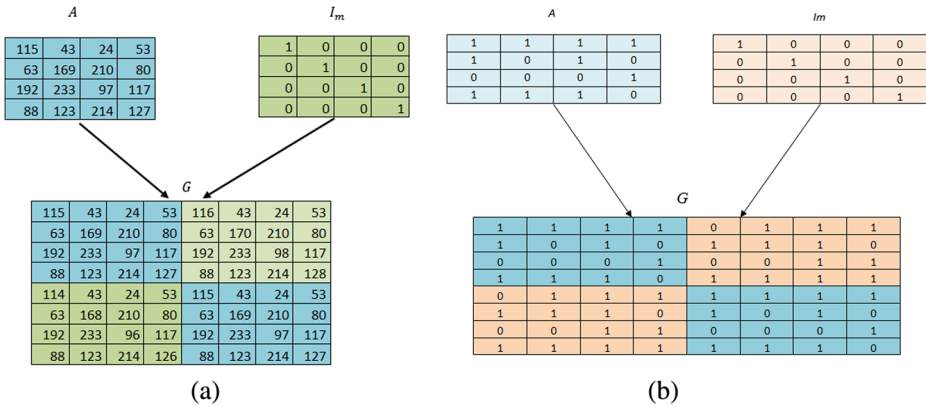 A
115 43 24 53
63 169 210 80
192 233 97 117
88 123 214 127
I_m
1 0 0 0
0 1 0 0
0 0 1 0
0 0 0 1
G
115 43 24 53 116 43 24 53
63 169 210 80 63 170 210 80
192 233 97 117 192 233 98 117
88 123 214 127 88 123 214 128
114 43 24 53 115 43 24 53
63 168 210 80 63 169 210 80
192 233 96 117 192 233 97 117
88 123 214 126 88 123 214 127
(a)
A
1 1 1 1
1 0 1 0
0 0 0 1
1 1 1 0
Im
1 0 0 0
0 1 0 0
0 0 1 0
0 0 0 1
G
1 1 1 1 0 1 1 1
1 0 1 0 1 1 1 0
0 0 0 1 0 0 1 1
1 1 1 0 1 1 1 1
0 1 1 1 1 1 1 1
1 1 1 0 1 0 1 0
0 0 1 1 0 0 0 1
1 1 1 1 1 1 1 0
(b)